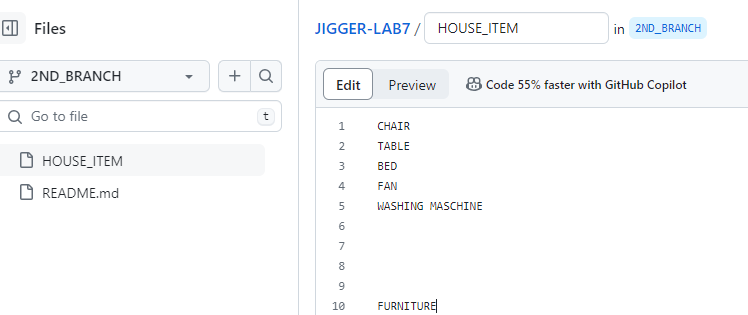 Files
2ND_BRANCH
Go to file
t
HOUSE_ITEM
README.md
JIGGER-LAB7 / HOUSE_ITEM in 2ND_BRANCH
Edit Preview Code 55% faster with GitHub Copilot
1 CHAIR
2 TABLE
3 BED
4 FAN
5 WASHING MASCHINE
6
7
8
9
10 FURNITURE